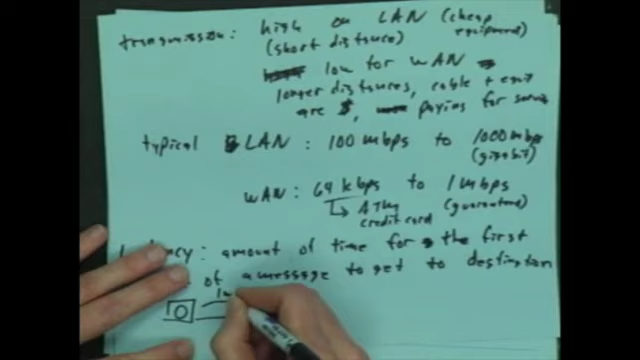 transmission: high on LAN (cheap equipment)
(short distance)
low for WAN
longer distances, cable + equip
are $, paying for service
typical LAN: 100 mbps to 1000 mbps
(gigabit)
WAN: 64 kbps to 1 mbps
↳ ATM, credit card (guaranteed)
: amount of time for the first
of a message to get to destination